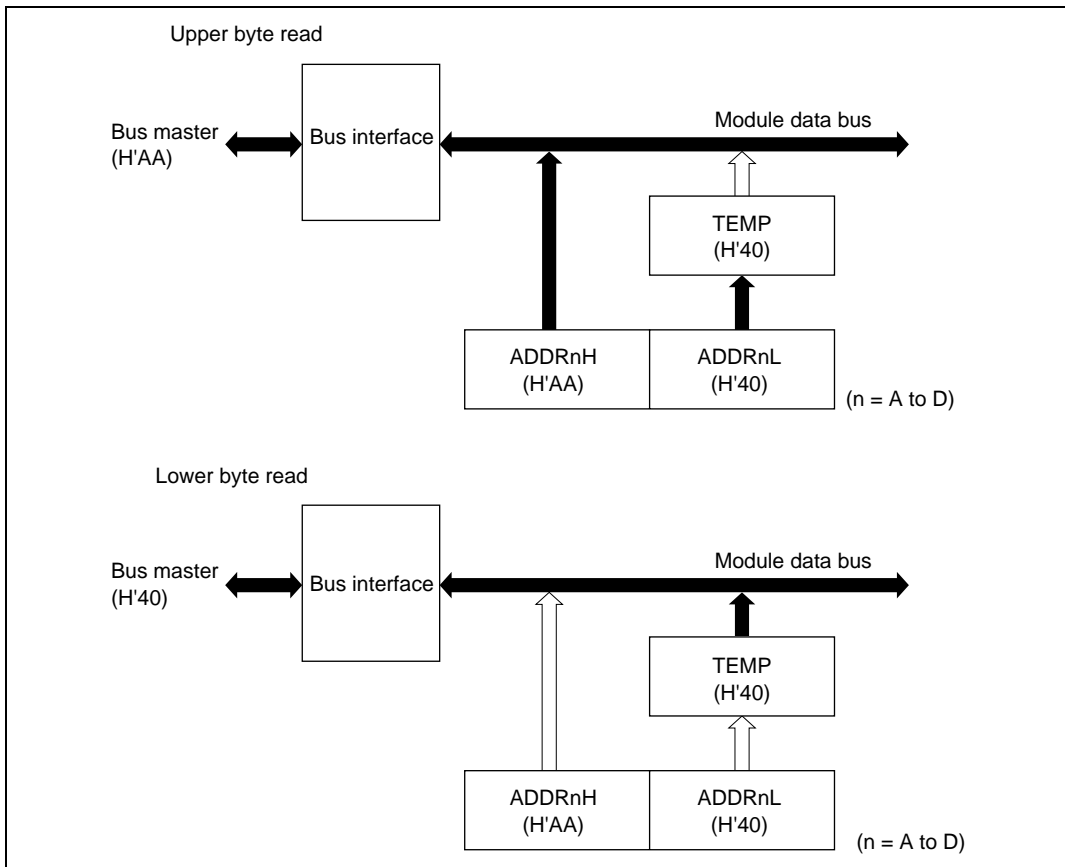 Upper byte read
Bus master
(H'AA)
Bus interface
Module data bus
TEMP
(H'40)
ADDRnH
(H'AA)
ADDRnL
(H'40)
(n = A to D)
Lower byte read
Bus master
(H'40)
Bus interface
Module data bus
TEMP
(H'40)
ADDRnH
(H'AA)
ADDRnL
(H'40)
(n = A to D)